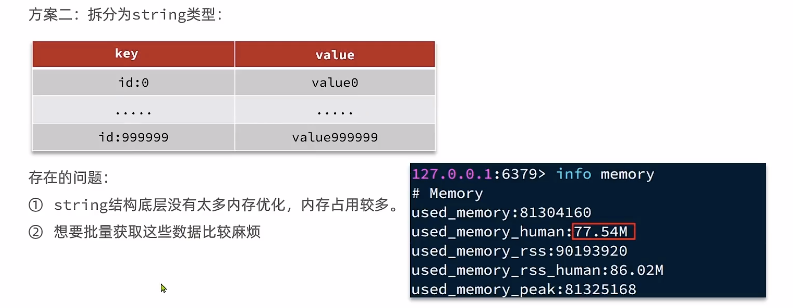 方案二：拆分为string类型：
key value
id:0 value0
..... .....
id:999999 value999999
存在的问题：
① string结构底层没有太多内存优化，内存占用较多。
② 想要批量获取这些数据比较麻烦
127.0.0.1:6379> info memory
# Memory
used_memory:81304160
used_memory_human:77.54M
used_memory_rss:90193920
used_memory_rss_human:86.02M
used_memory_peak:81325168